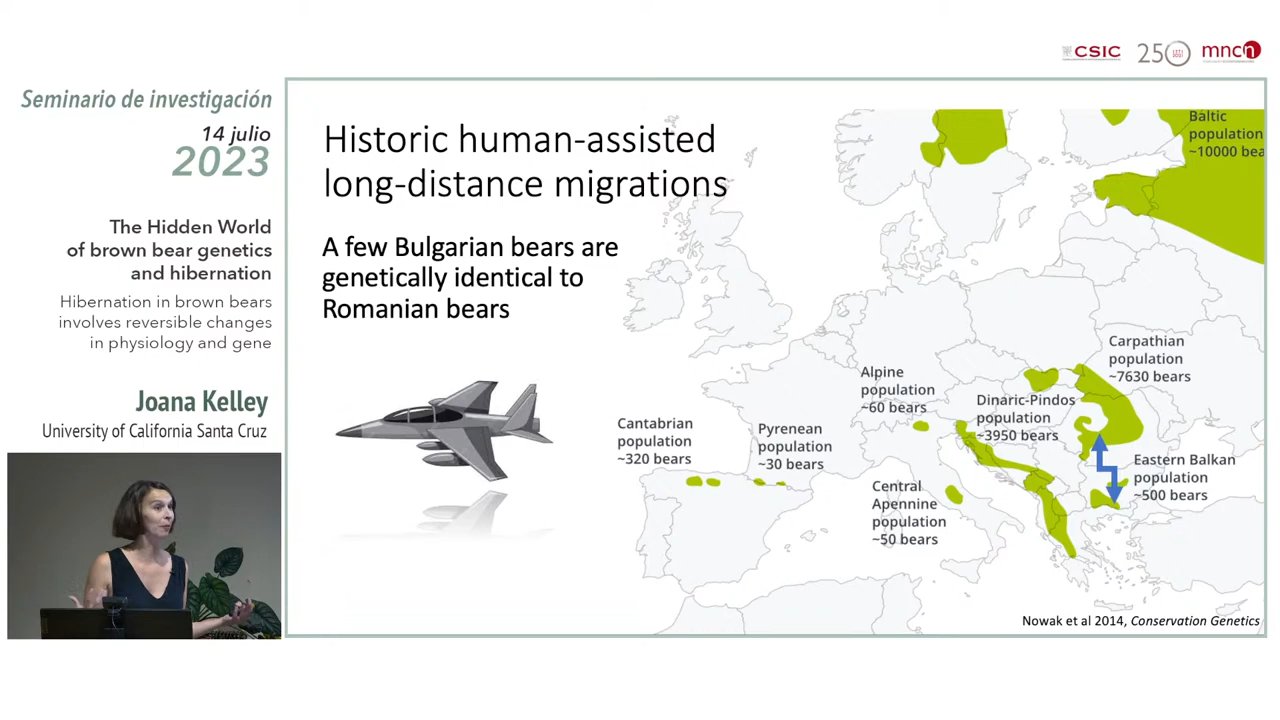 CSIC
250
mncn
Seminario de investigación
14 julio
2023
The Hidden World
of brown bear genetics
and hibernation
Hibernation in brown bears
involves reversible changes
in physiology and gene
Joana Kelley
University of California Santa Cruz
Historic human-assisted
long-distance migrations
A few Bulgarian bears are
genetically identical to
Romanian bears
Baltic
population
~10000 bea
Carpathian
population
~7630 bears
Alpine
population
~60 bears
Dinaric-Pindos
population
~3950 bears
Cantabrian
population
~320 bears
Pyrenean
population
~30 bears
Eastern Balkan
population
~500 bears
Central
Apennine
population
~50 bears
Nowak et al 2014, Conservation Genetics